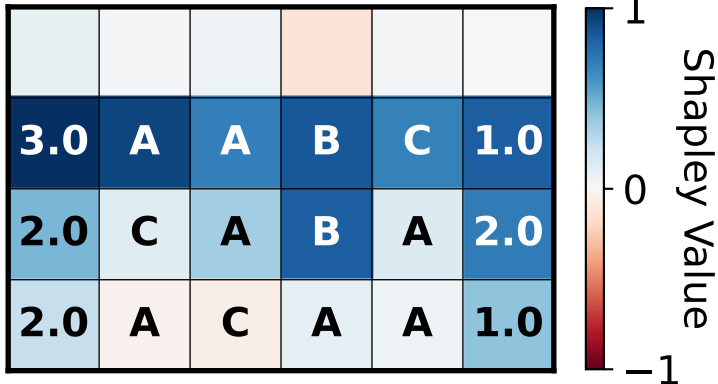 3.0 A A B C 1.0
2.0 C A B A 2.0
2.0 A C A A 1.0
1
0
−1
Shapley Value